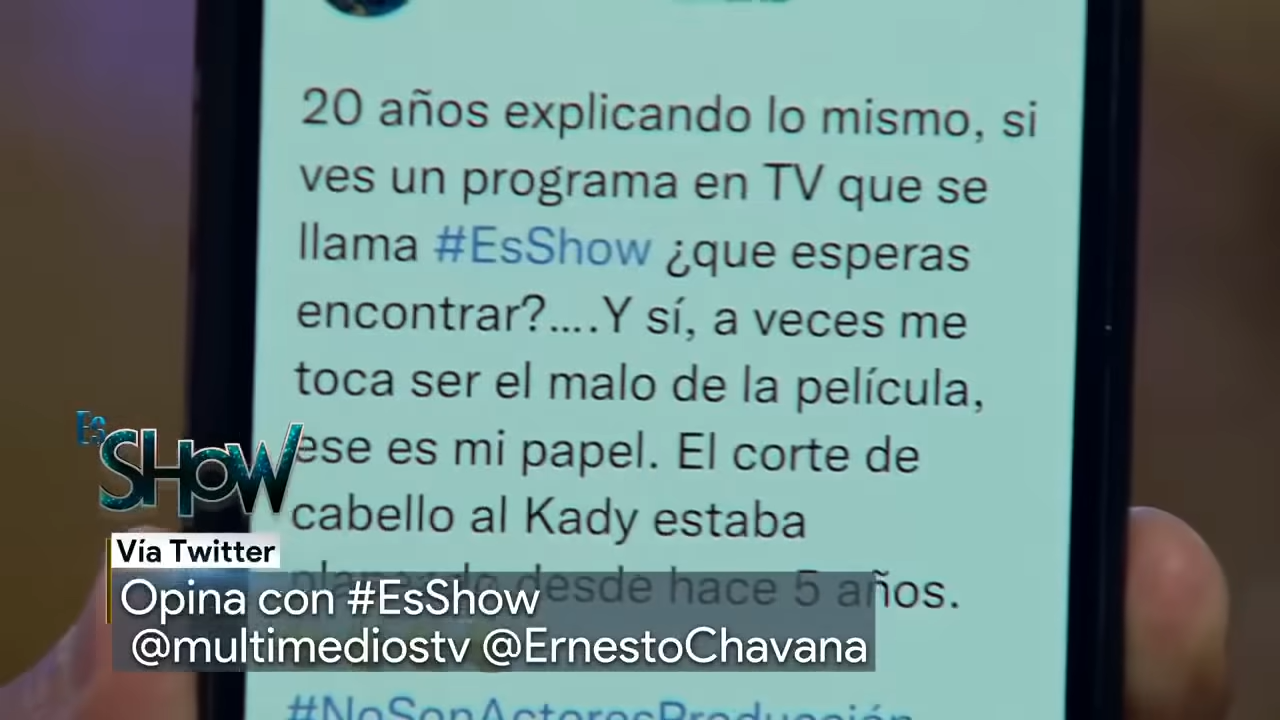 20 años explicando lo mismo, si
ves un programa en TV que se
llama #EsShow ¿que esperas
encontrar?....Y sí, a veces me
toca ser el malo de la película,
ese es mi papel. El corte de
cabello al Kady estaba
planeado desde hace 5 años.
#NoSonActoresProducción
Es
SHOW
Vía Twitter
Opina con #EsShow
@multimediostv @ErnestoChavana